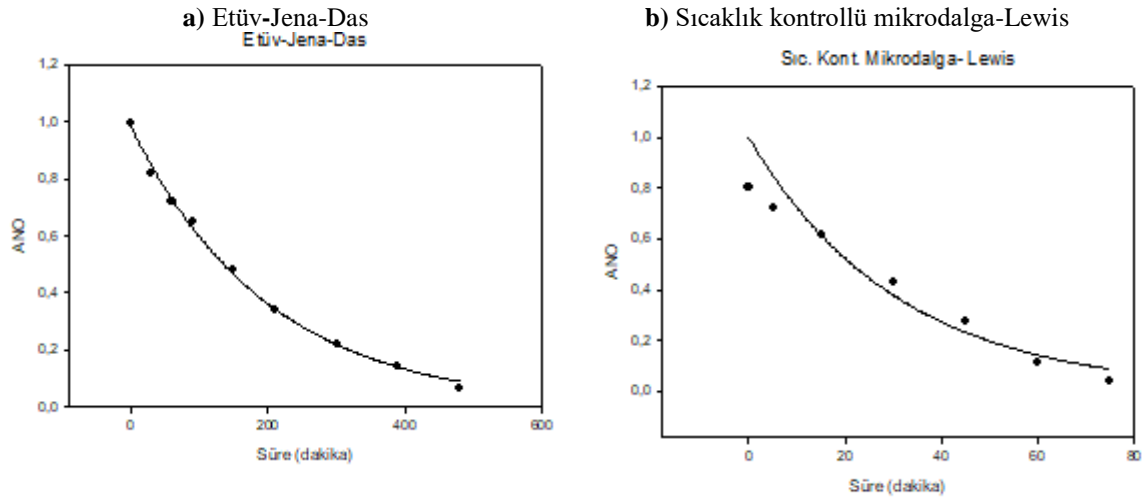 a) Etüv-Jena-Das
Etüv-Jena-Das
1,2
1,0
0,8
0,6
0,4
0,2
0,0
ANO
0
200
400
600
Süre (dakika)
b) Sıcaklık kontrollü mikrodalga-Lewis
Sıc. Kont. Mikrodalga- Lewis
1,2
1,0
0,8
0,6
0,4
0,2
0,0
ANO
0
20
40
60
80
Süre (dakika)